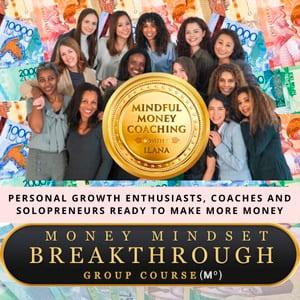 MINDFUL
MONEY
COACHING
WITH
ILANA
PERSONAL GROWTH ENTHUSIASTS, COACHES AND
SOLOPRENEURS READY TO MAKE MORE MONEY
MONEY MINDSET
BREAKTHROUGH
GROUP COURSE (M°)